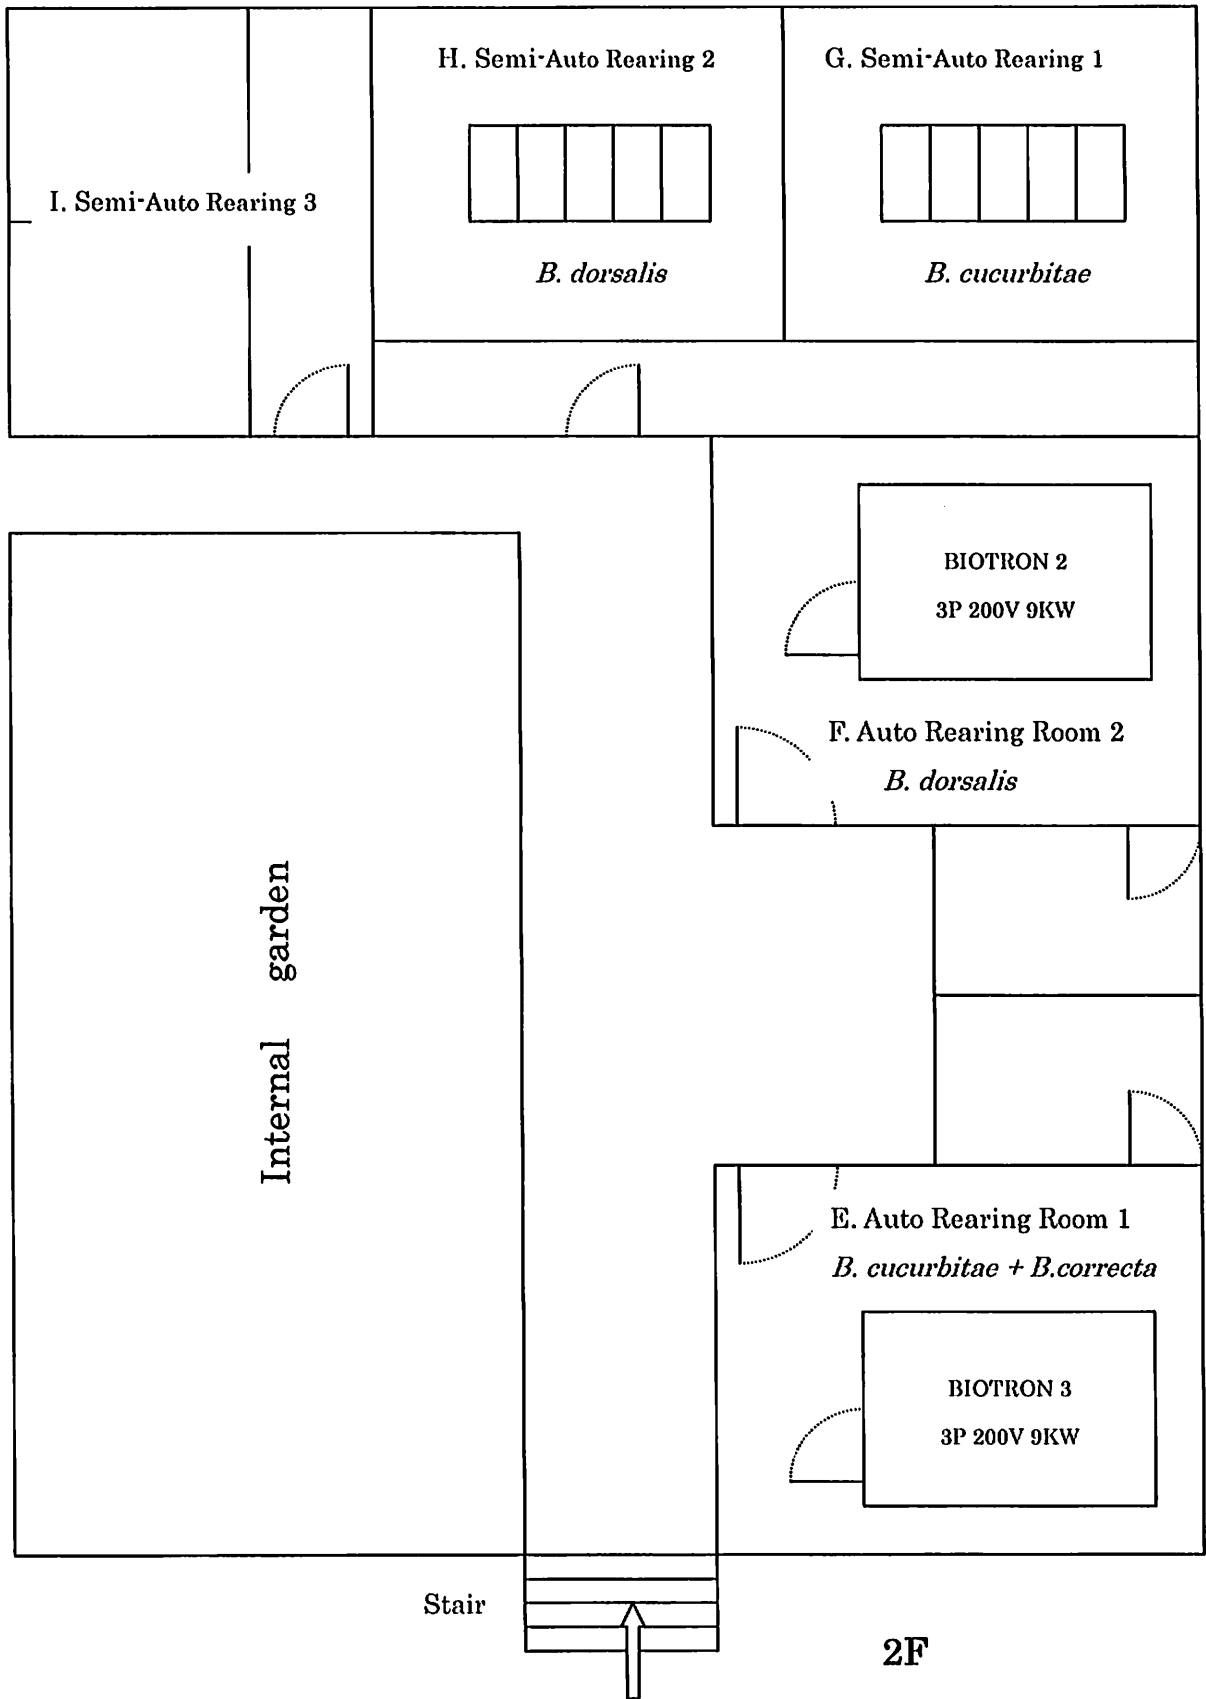 H. Semi-Auto Rearing 2
G. Semi-Auto Rearing 1
I. Semi-Auto Rearing 3
B. dorsalis
B. cucurbitae
BIOTRON 2
3P 200V 9KW
F. Auto Rearing Room 2
B. dorsalis
Internal garden
E. Auto Rearing Room 1
B. cucurbitae + B.correcta
BIOTRON 3
3P 200V 9KW
Stair
2F